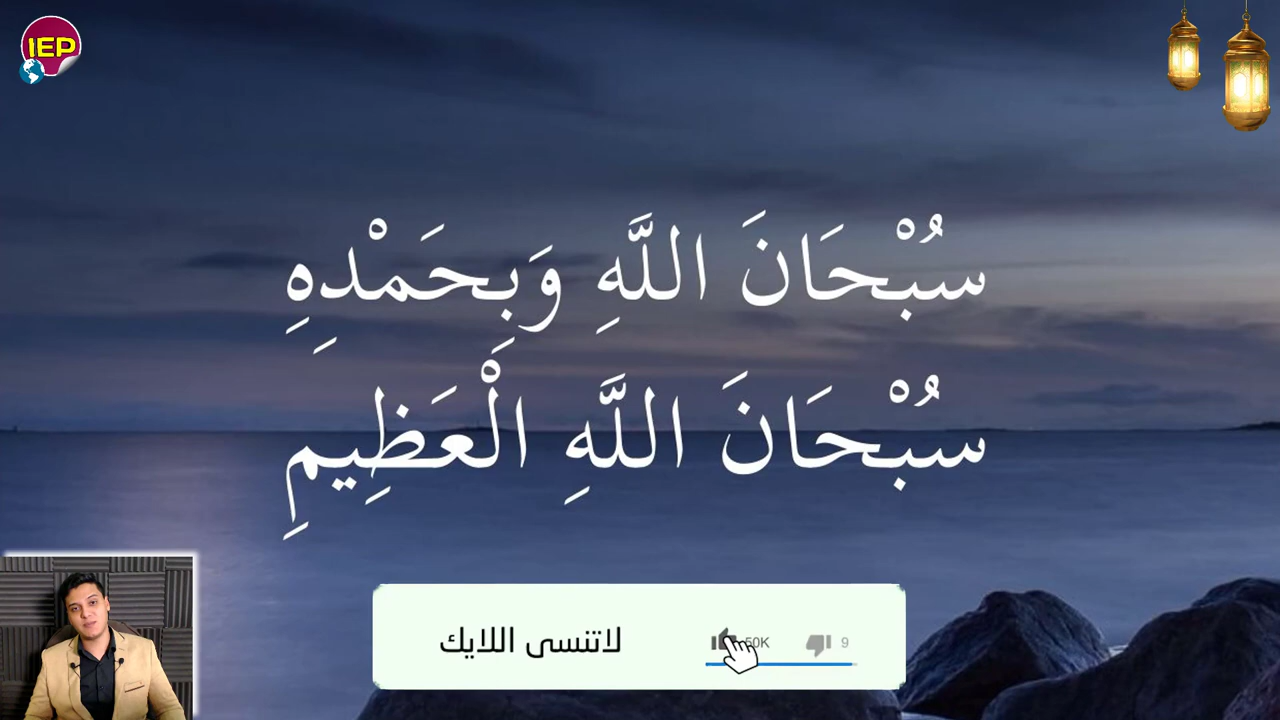 IEP
سُبْحَانَ اللَّهِ وَبِحَمْدِهِ
سُبْحَانَ اللَّهِ الْعَظِيمِ
لاتنسى اللايك
50K 9